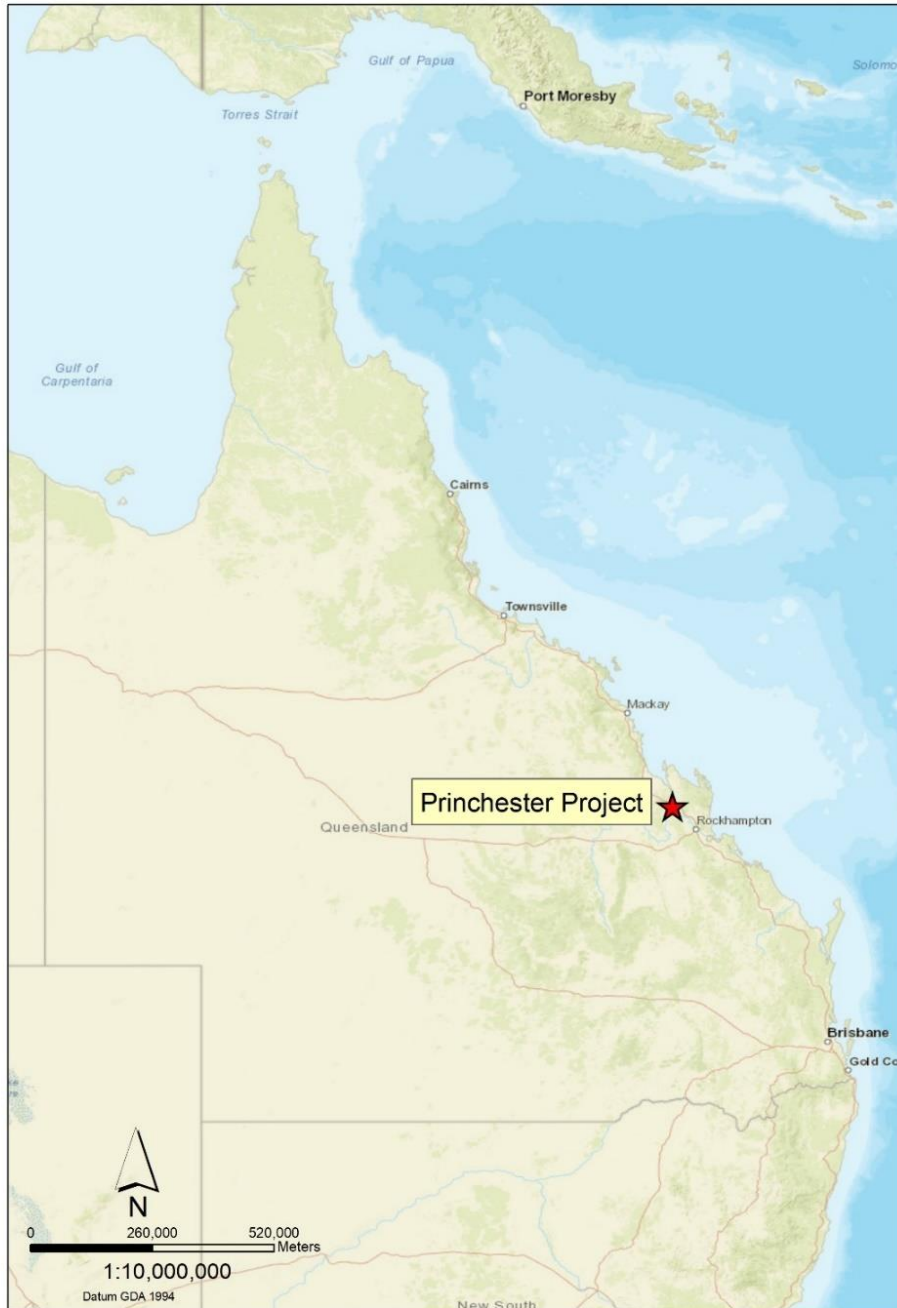 Gulf of Papua
Solomo
Port Moresby
Torres Strait
Gulf of
Carpentaria
Cairns
Townsville
Mackay
Princhester Project
Rockhampton
Queensland
Brisbane
Gold Co
N
0 260,000 520,000
Meters
1:10,000,000
Datum GDA 1994
New South